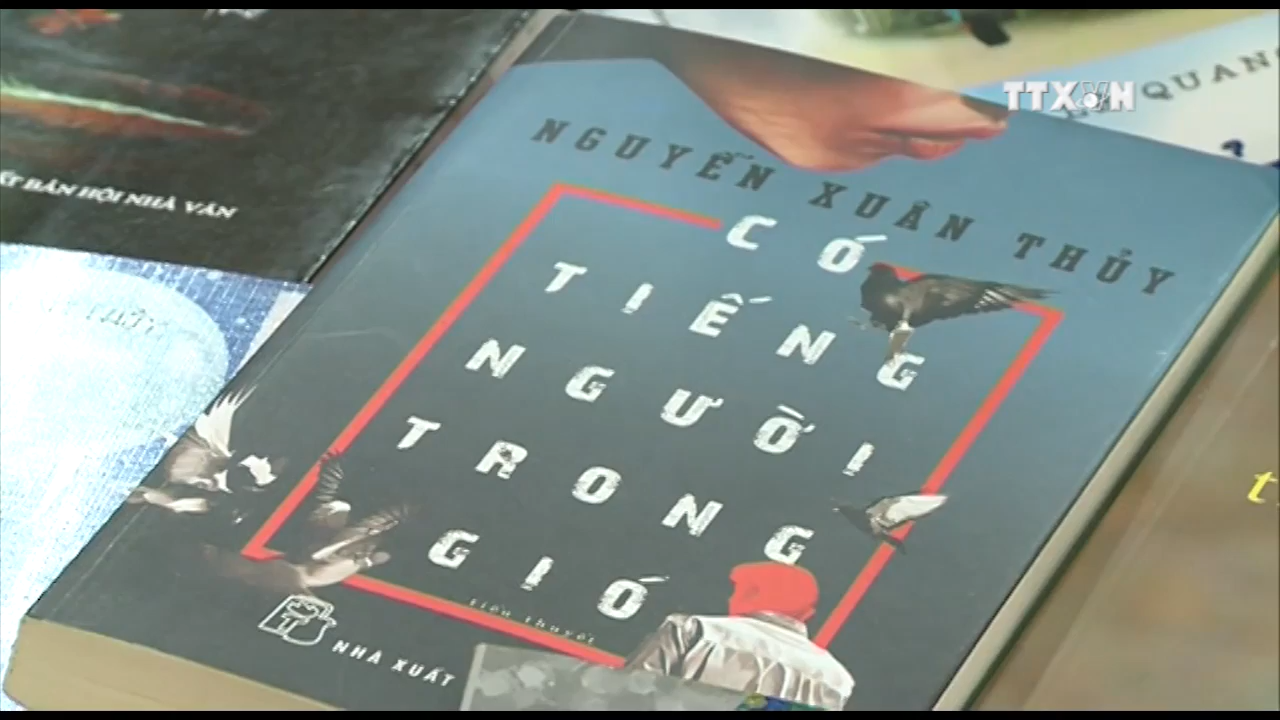 TTXVN
QUANG
NGUYỄN XUÂN THỦY
CÓ
TIẾNG
NGƯỜI
TRONG
GIÓ
tiểu thuyết
NHÀ XUẤT
ẤT BẢN HỘI NHÀ VĂN